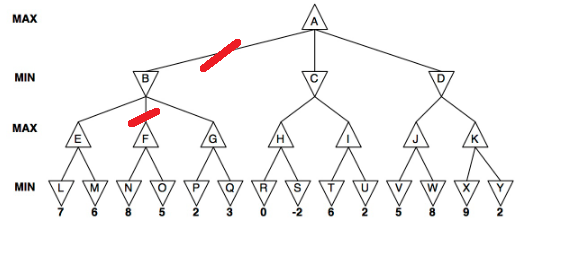 MAX A
MIN B C D
MAX E F G H I J K
MIN L M N O P Q R S T U V W X Y
7 6 8 5 2 3 0 -2 6 2 5 8 9 2